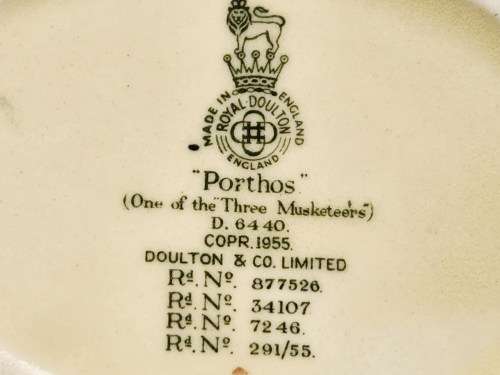 MADE IN ENGLAND
ROYAL·DOULTON
ENGLAND
"Porthos"
(One of the "Three Musketeers")
D. 6440.
COPR. 1955.
DOULTON & CO. LIMITED
Rd. No. 877526.
Rd. No. 34107
Rd. No. 7246.
Rd. No. 291/55.